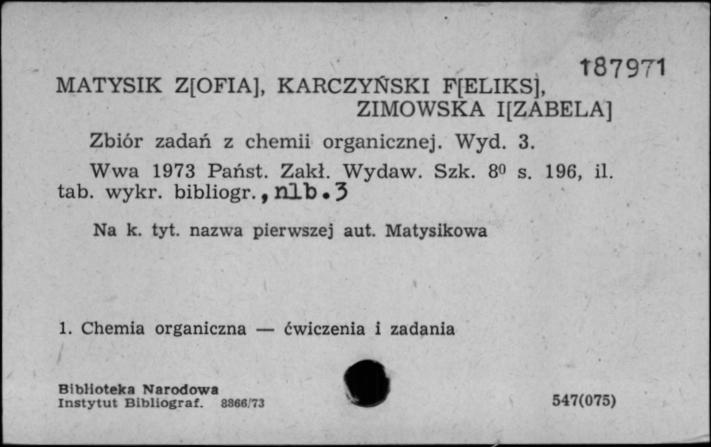 187971
MATYSIK Z[OFIA], KARCZYŃSKI F[ELIKS],
ZIMOWSKA I[ZABELA]
Zbiór zadań z chemii organicznej. Wyd. 3.
Wwa 1973 Państ. Zakł. Wydaw. Szk. 8⁰ s. 196, il.
tab. wykr. bibliogr., nlb. 3
Na k. tyt. nazwa pierwszej aut. Matysikowa
1. Chemia organiczna — ćwiczenia i zadania
Biblioteka Narodowa
Instytut Bibliograf. 8866/73
547(075)